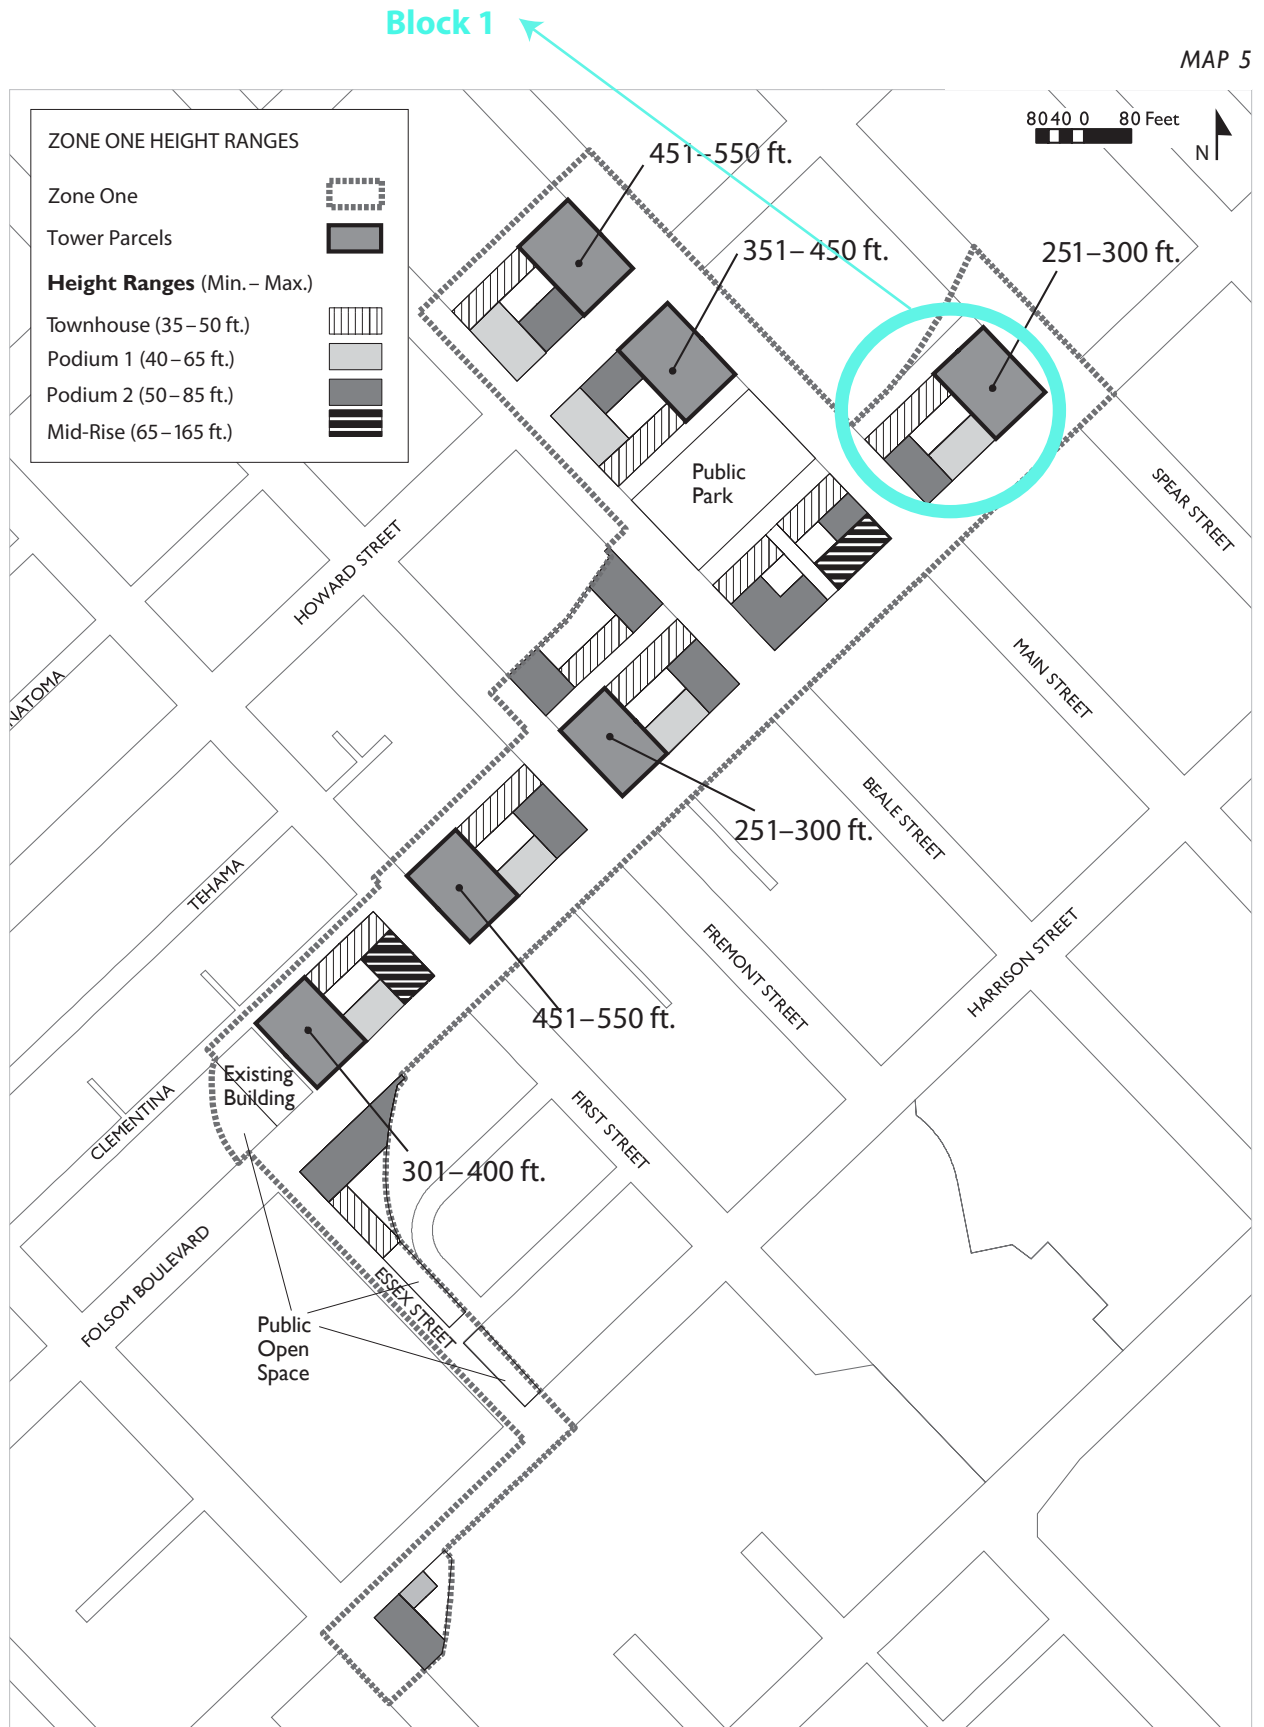 Block 1
MAP 5
ZONE ONE HEIGHT RANGES
Zone One
Tower Parcels
Height Ranges (Min. – Max.)
Townhouse (35–50 ft.)
Podium 1 (40–65 ft.)
Podium 2 (50–85 ft.)
Mid-Rise (65–165 ft.)
80 40 0 80 Feet
N
451–550 ft.
351–450 ft.
251–300 ft.
Public
Park
SPEAR STREET
HOWARD STREET
MAIN STREET
NATOMA
BEALE STREET
251–300 ft.
TEHAMA
FREMONT STREET
HARRISON STREET
451–550 ft.
Existing
Building
CLEMENTINA
FIRST STREET
301–400 ft.
FOLSOM BOULEVARD
ESSEX STREET
Public
Open
Space